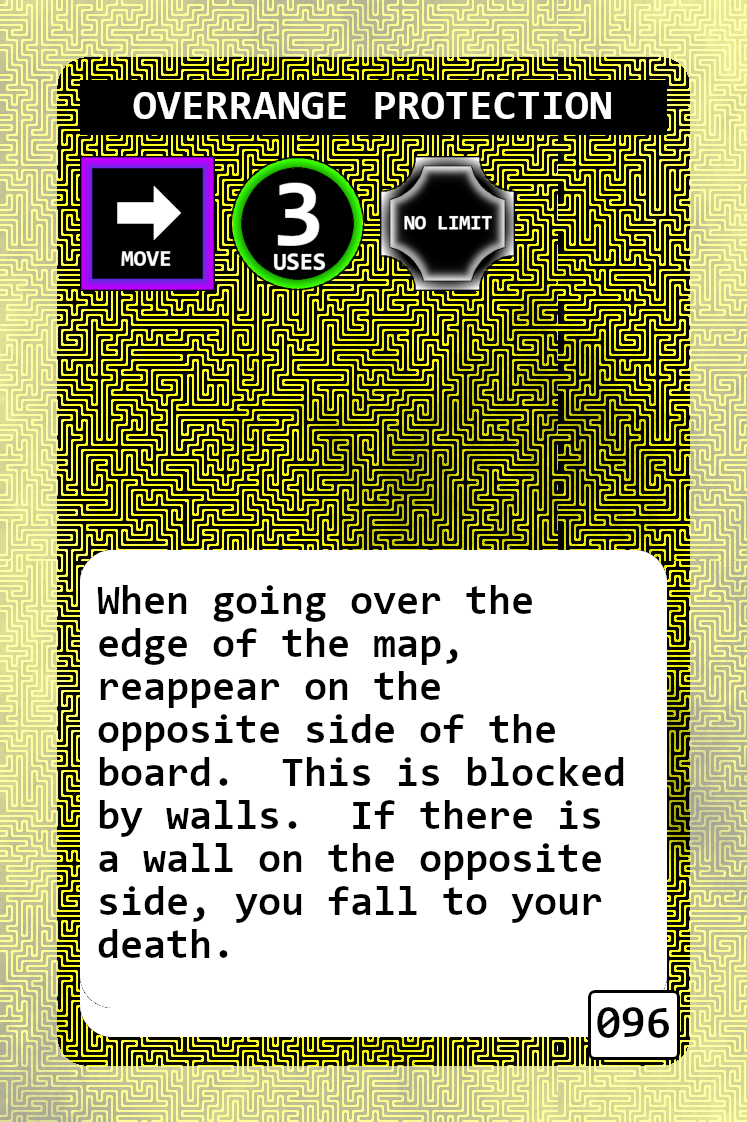 OVERRANGE PROTECTION
MOVE
3
USES
NO LIMIT
When going over the
edge of the map,
reappear on the
opposite side of the
board.  This is blocked
by walls.  If there is
a wall on the opposite
side, you fall to your
death.
096